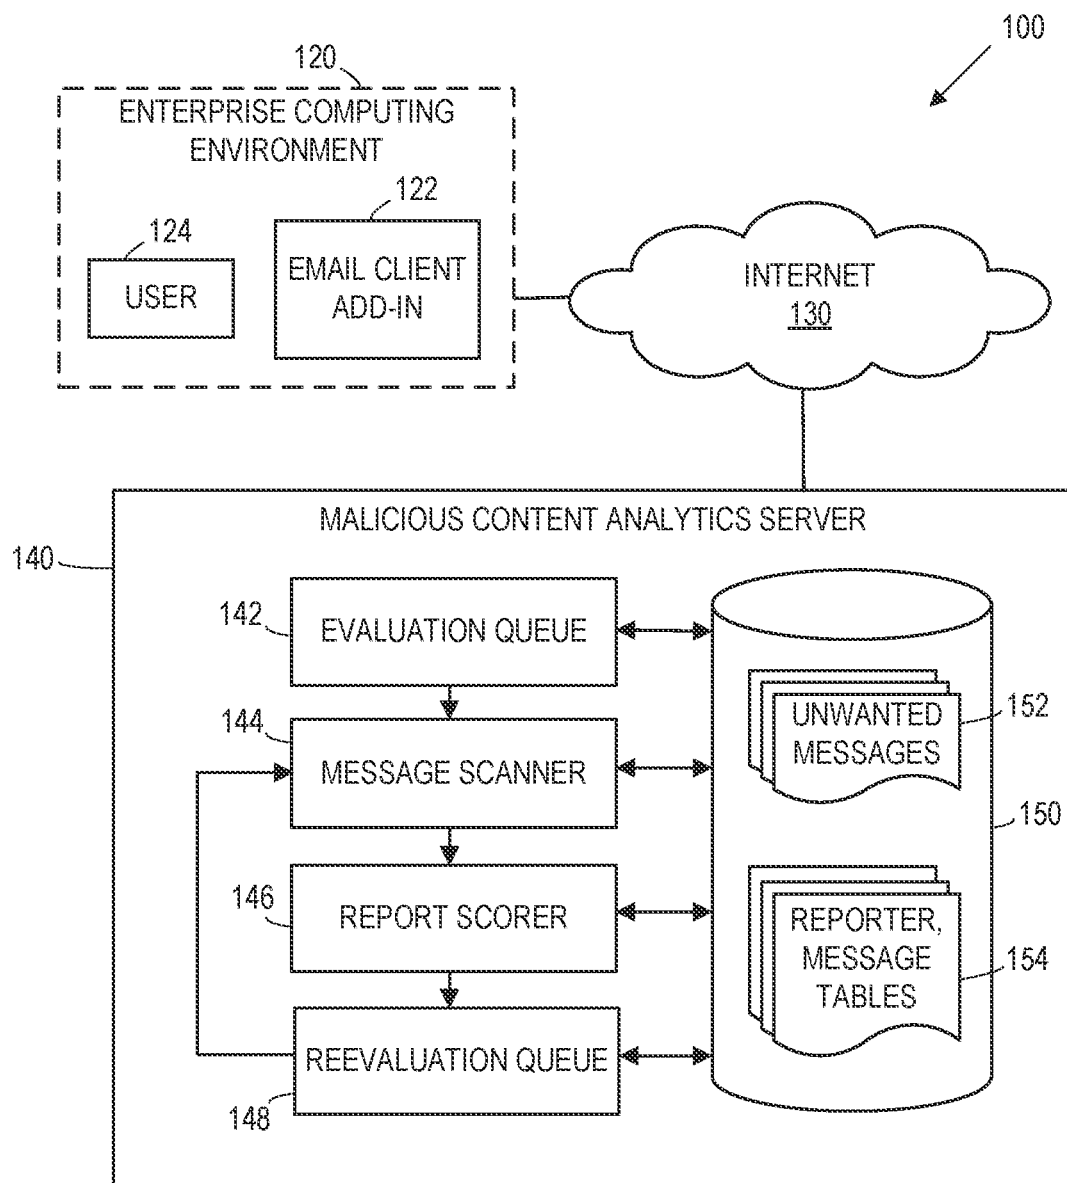 100
120
ENTERPRISE COMPUTING
ENVIRONMENT
122
124
EMAIL CLIENT
ADD-IN
USER
INTERNET
130
MALICIOUS CONTENT ANALYTICS SERVER
140
142
EVALUATION QUEUE
144
MESSAGE SCANNER
146
REPORT SCORER
REEVALUATION QUEUE
148
UNWANTED
MESSAGES
152
150
REPORTER,
MESSAGE
TABLES
154